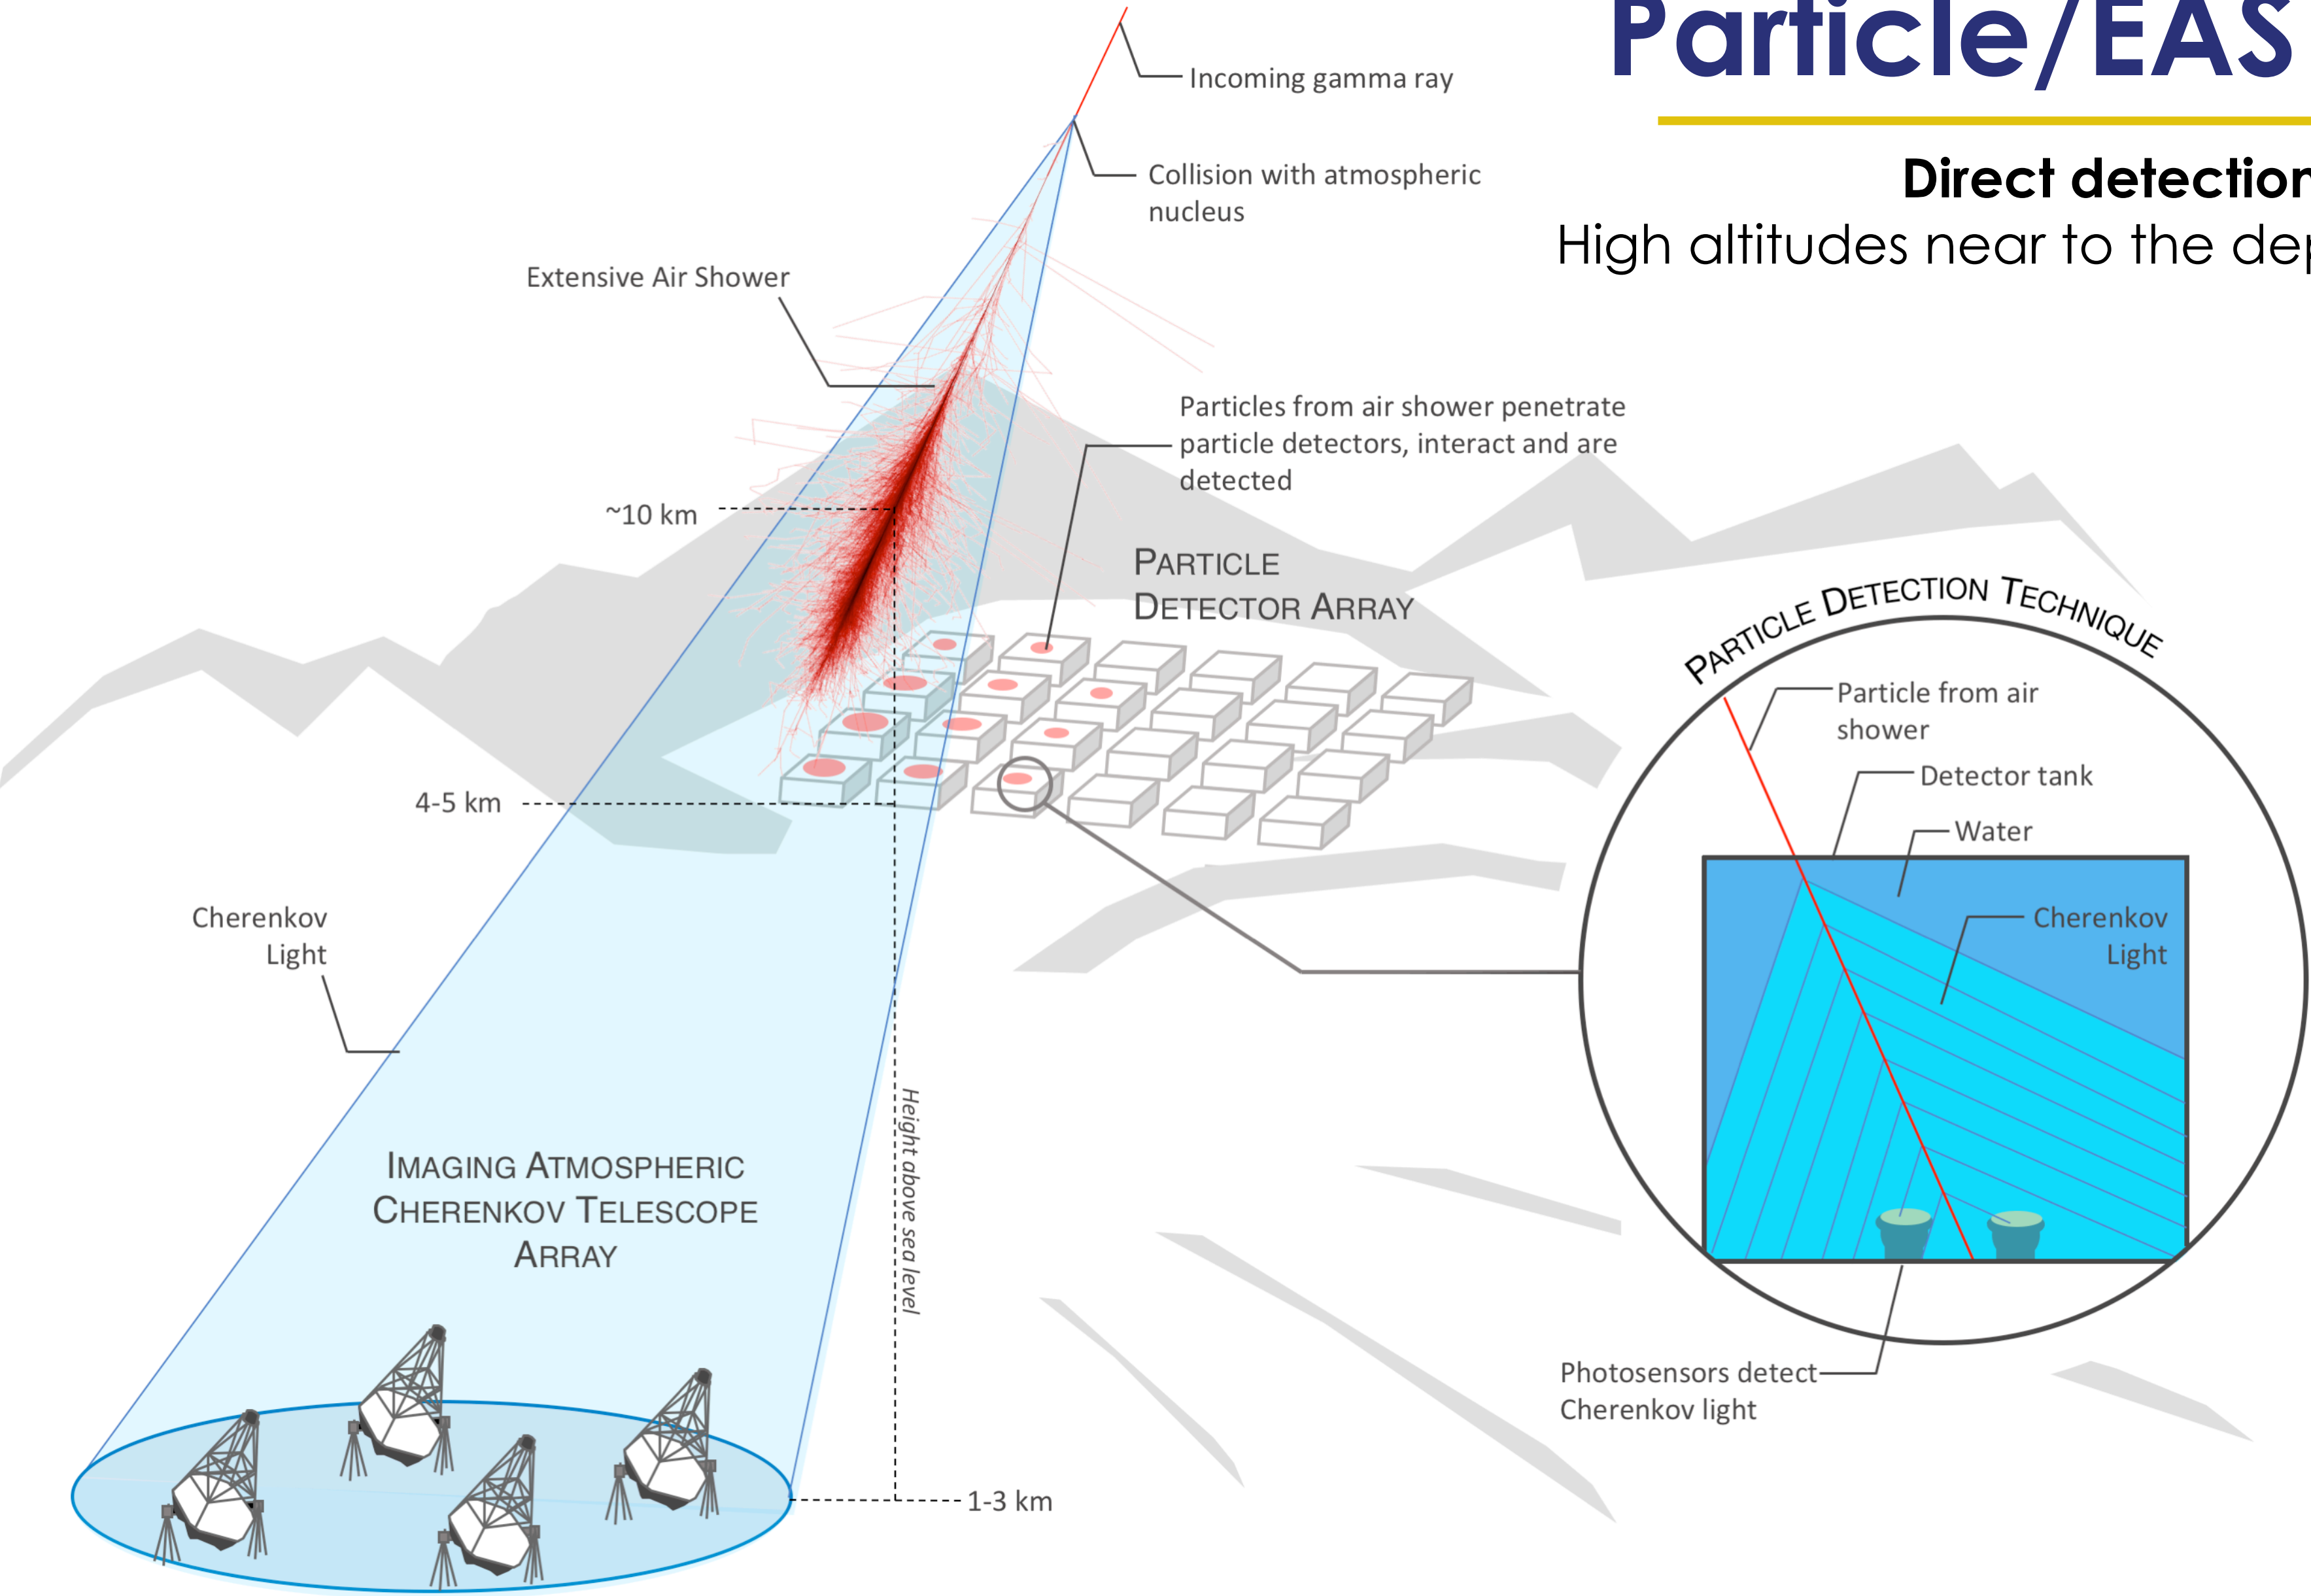 Particle/EAS
Direct detection
High altitudes near to the
Incoming gamma ray
Collision with atmospheric
nucleus
Extensive Air Shower
Particles from air shower penetrate
particle detectors, interact and are
detected
~10 km
PARTICLE
DETECTOR ARRAY
4-5 km
Cherenkov
Light
Height above sea level
IMAGING ATMOSPHERIC
CHERENKOV TELESCOPE
ARRAY
1-3 km
PARTICLE DETECTION TECHNIQUE
Particle from air
shower
Detector tank
Water
Cherenkov
Light
Photosensors detect
Cherenkov light